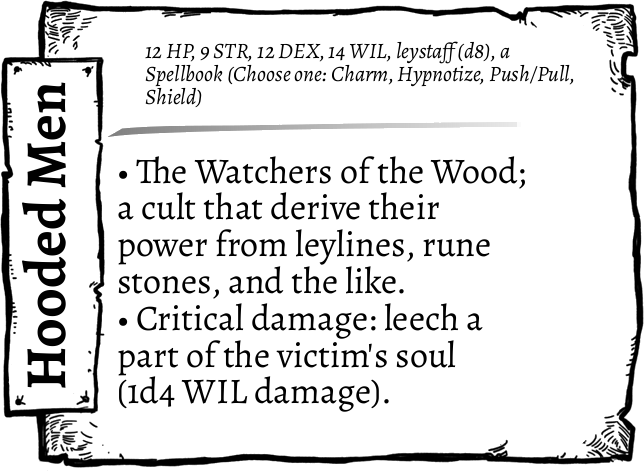 Hooded Men
12 HP, 9 STR, 12 DEX, 14 WIL, leystaff (d8), a
Spellbook (Choose one: Charm, Hypnotize, Push/Pull,
Shield)
• The Watchers of the Wood;
a cult that derive their
power from leylines, rune
stones, and the like.
• Critical damage: leech a
part of the victim's soul
(1d4 WIL damage).